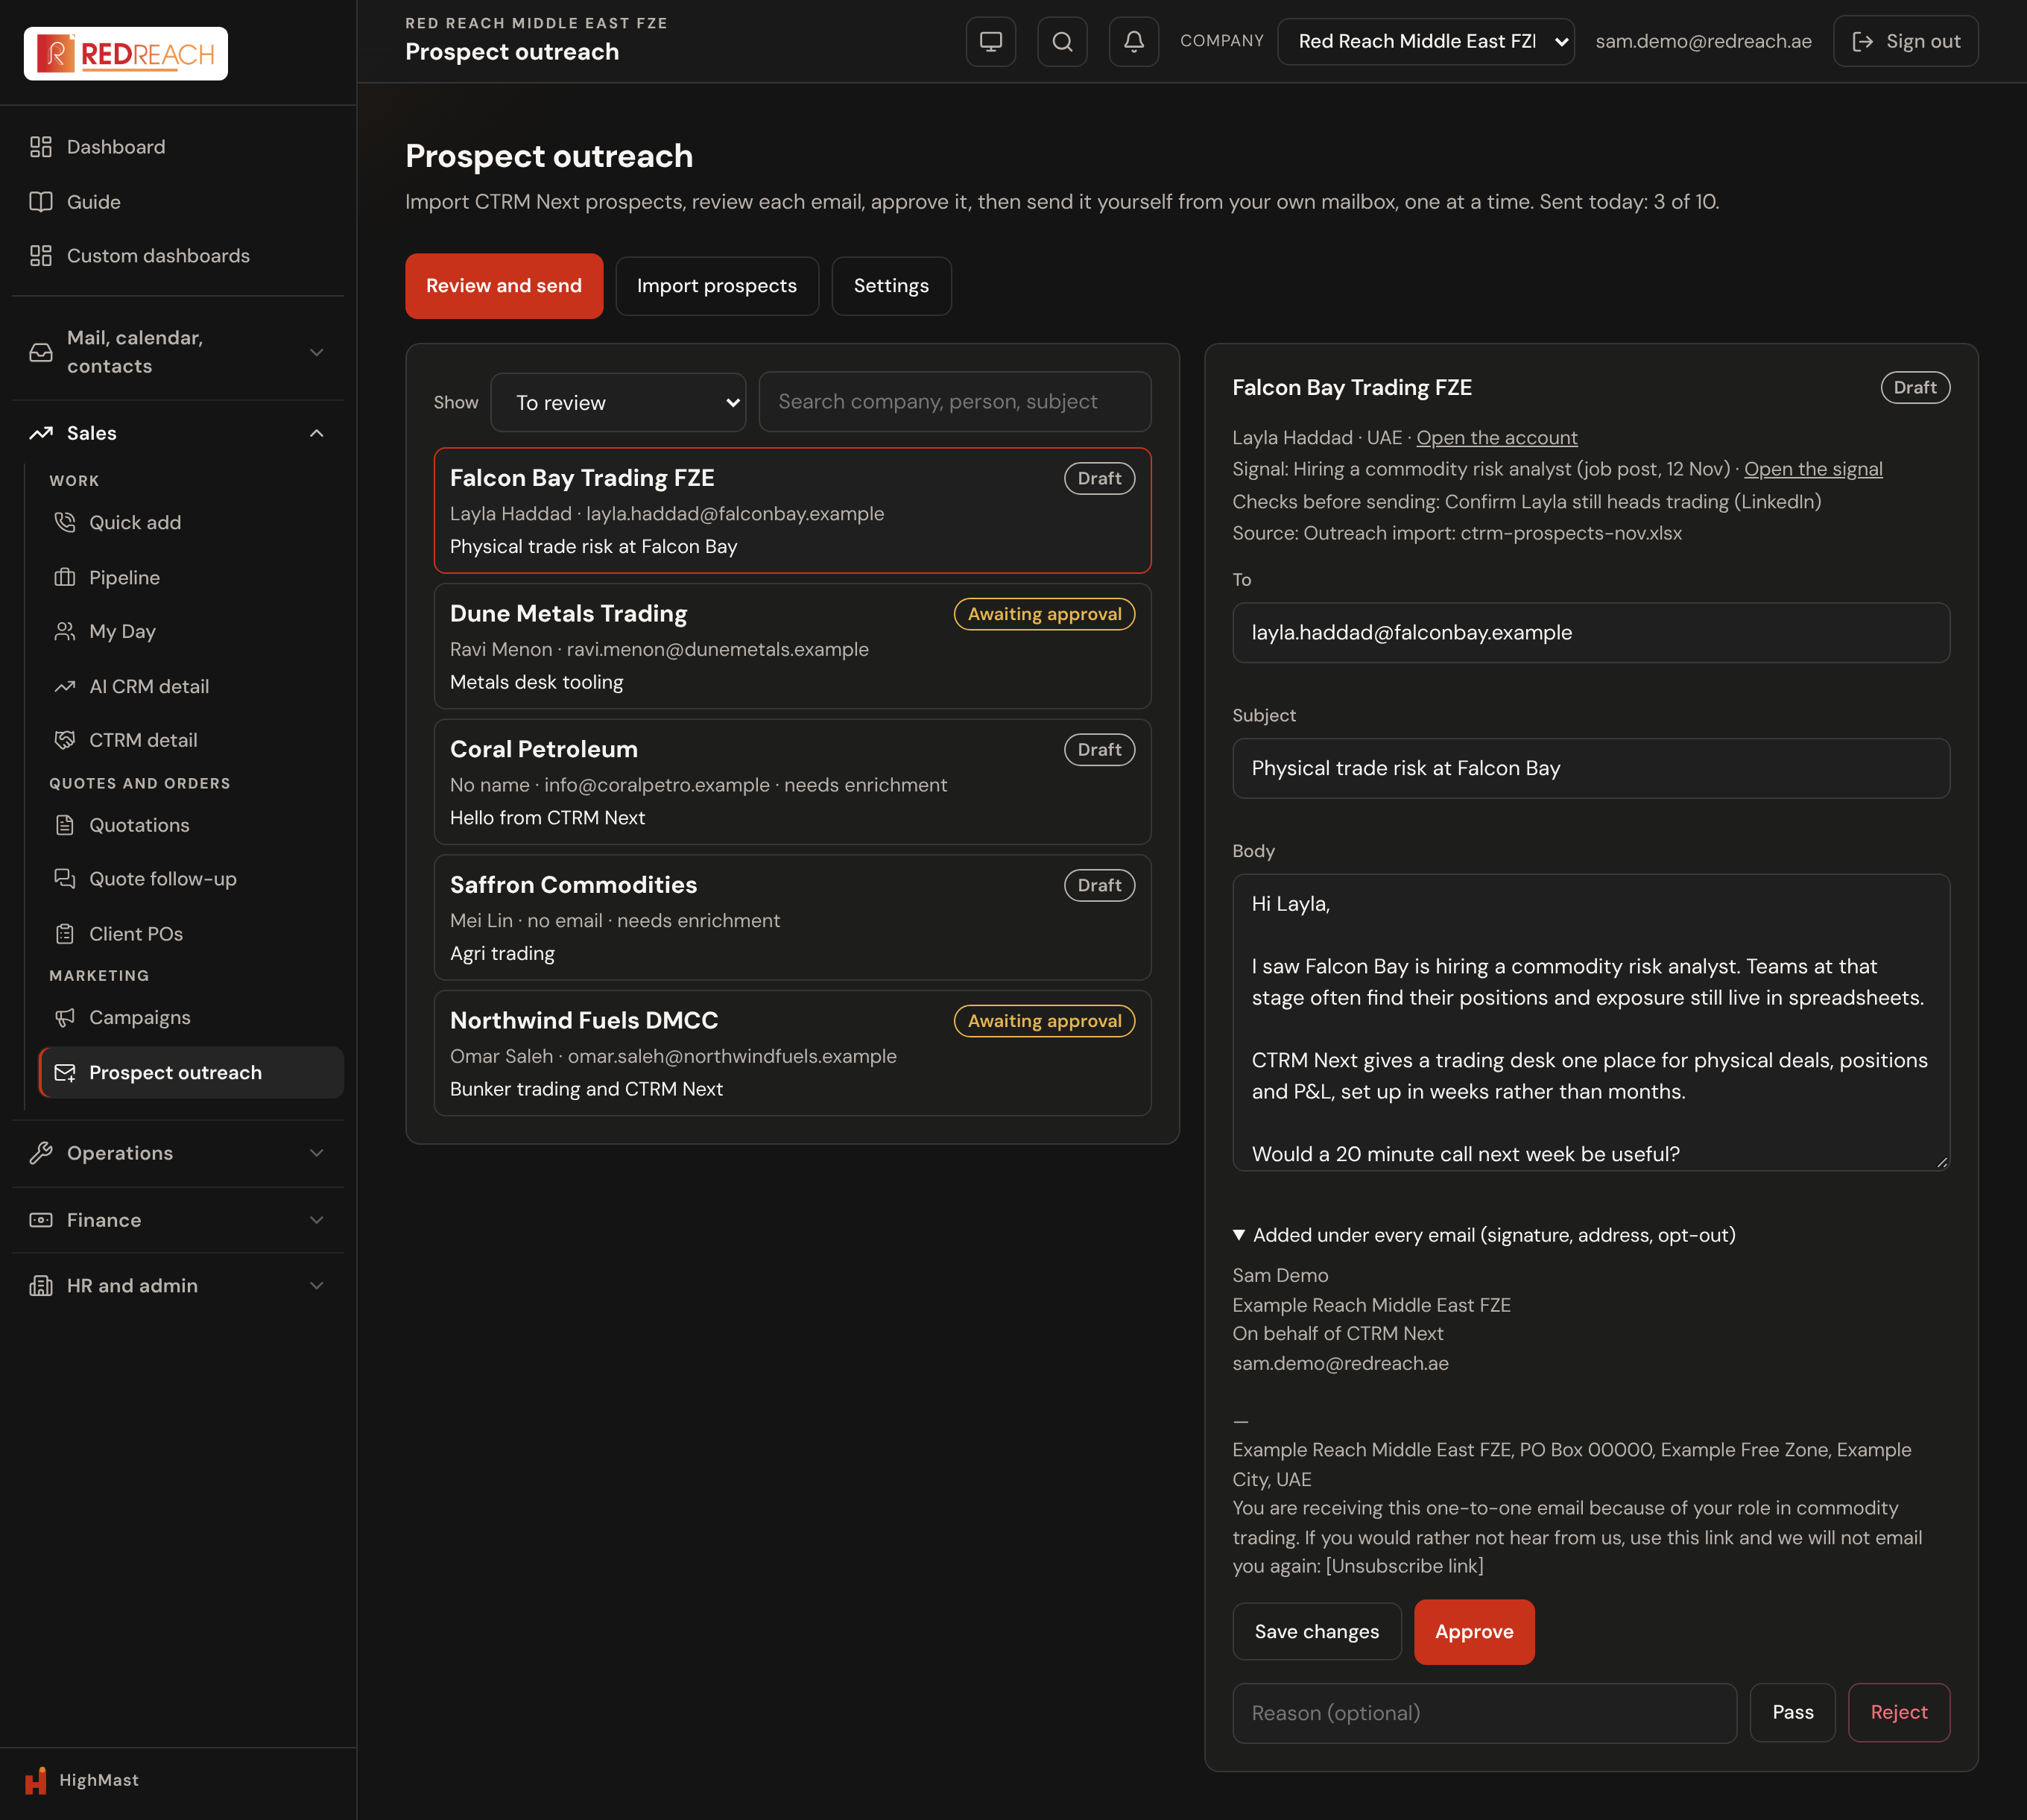 REDREACH
RED REACH MIDDLE EAST FZE
Prospect outreach
COMPANY
Red Reach Middle East FZI
sam.demo@redreach.ae
Sign out
Dashboard
Guide
Custom dashboards
Mail, calendar,
contacts
Sales
WORK
Quick add
Pipeline
My Day
AI CRM detail
CTRM detail
QUOTES AND ORDERS
Quotations
Quote follow-up
Client POs
MARKETING
Campaigns
Prospect outreach
Operations
Finance
HR and admin
HighMast
Prospect outreach
Import CTRM Next prospects, review each email, approve it, then send it yourself from your own mailbox, one at a time. Sent today: 3 of 10.
Review and send
Import prospects
Settings
Show
To review
Search company, person, subject
Falcon Bay Trading FZE
Draft
Layla Haddad · layla.haddad@falconbay.example
Physical trade risk at Falcon Bay
Dune Metals Trading
Awaiting approval
Ravi Menon · ravi.menon@dunemetals.example
Metals desk tooling
Coral Petroleum
Draft
No name · info@coralpetro.example · needs enrichment
Hello from CTRM Next
Saffron Commodities
Draft
Mei Lin · no email · needs enrichment
Agri trading
Northwind Fuels DMCC
Awaiting approval
Omar Saleh · omar.saleh@northwindfuels.example
Bunker trading and CTRM Next
Falcon Bay Trading FZE
Draft
Layla Haddad · UAE · Open the account
Signal: Hiring a commodity risk analyst (job post, 12 Nov) · Open the signal
Checks before sending: Confirm Layla still heads trading (LinkedIn)
Source: Outreach import: ctrm-prospects-nov.xlsx
To
layla.haddad@falconbay.example
Subject
Physical trade risk at Falcon Bay
Body
Hi Layla,
I saw Falcon Bay is hiring a commodity risk analyst. Teams at that
stage often find their positions and exposure still live in spreadsheets.
CTRM Next gives a trading desk one place for physical deals, positions
and P&L, set up in weeks rather than months.
Would a 20 minute call next week be useful?
▼ Added under every email (signature, address, opt-out)
Sam Demo
Example Reach Middle East FZE
On behalf of CTRM Next
sam.demo@redreach.ae
—
Example Reach Middle East FZE, PO Box 00000, Example Free Zone, Example
City, UAE
You are receiving this one-to-one email because of your role in commodity
trading. If you would rather not hear from us, use this link and we will not email
you again: [Unsubscribe link]
Save changes
Approve
Reason (optional)
Pass
Reject